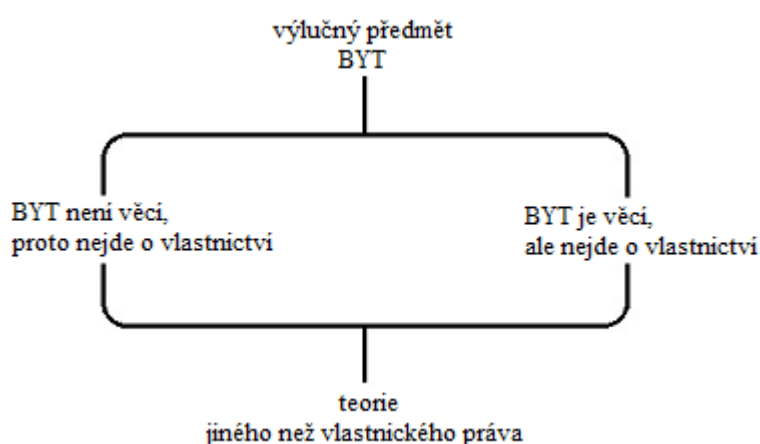 výlučný předmět
BYT
BYT není věcí,
proto nejde o vlastnictví
BYT je věcí,
ale nejde o vlastnictví
teorie
jiného než vlastnického práva